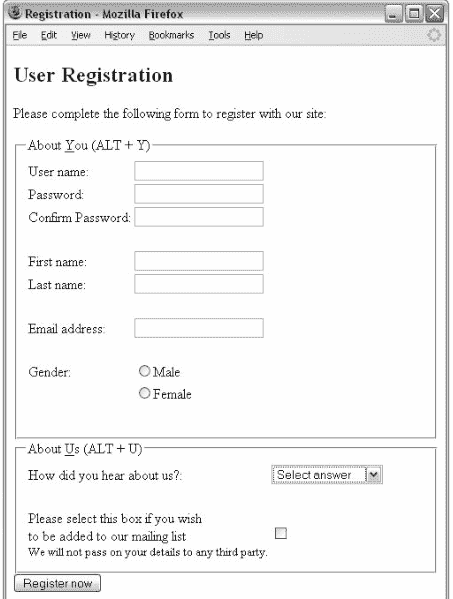 Registration - Mozilla Firefox
File Edit View History Bookmarks Tools Help
User Registration
Please complete the following form to register with our site:
About You (ALT + Y)
User name:
Password:
Confirm Password:
First name:
Last name:
Email address:
Gender: Male
Female
About Us (ALT + U)
How did you hear about us?: Select answer
Please select this box if you wish
to be added to our mailing list
We will not pass on your details to any third party.
Register now